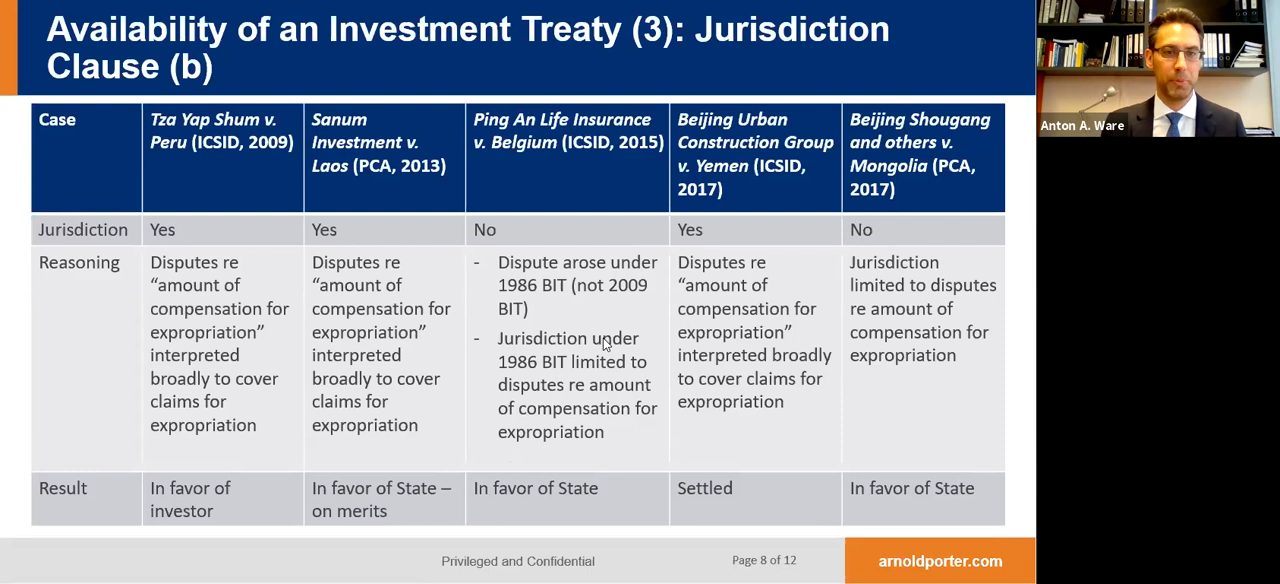 Availability of an Investment Treaty (3): Jurisdiction
Clause (b)
Anton A. Ware
Case
Tza Yap Shum v.
Peru (ICSID, 2009)
Sanum
Investment v.
Laos (PCA, 2013)
Ping An Life Insurance
v. Belgium (ICSID, 2015)
Beijing Urban
Construction Group
v. Yemen (ICSID,
2017)
Beijing Shougang
and others v.
Mongolia (PCA,
2017)
Jurisdiction
Yes
Yes
No
Yes
No
Reasoning
Disputes re
“amount of
compensation for
expropriation”
interpreted
broadly to cover
claims for
expropriation
Disputes re
“amount of
compensation for
expropriation”
interpreted
broadly to cover
claims for
expropriation
- Dispute arose under
1986 BIT (not 2009
BIT)
- Jurisdiction under
1986 BIT limited to
disputes re amount
of compensation for
expropriation
Disputes re
“amount of
compensation for
expropriation”
interpreted broadly
to cover claims for
expropriation
Jurisdiction
limited to disputes
re amount of
compensation for
expropriation
Result
In favor of
investor
In favor of State –
on merits
In favor of State
Settled
In favor of State
Privileged and Confidential
Page 8 of 12
arnoldporter.com